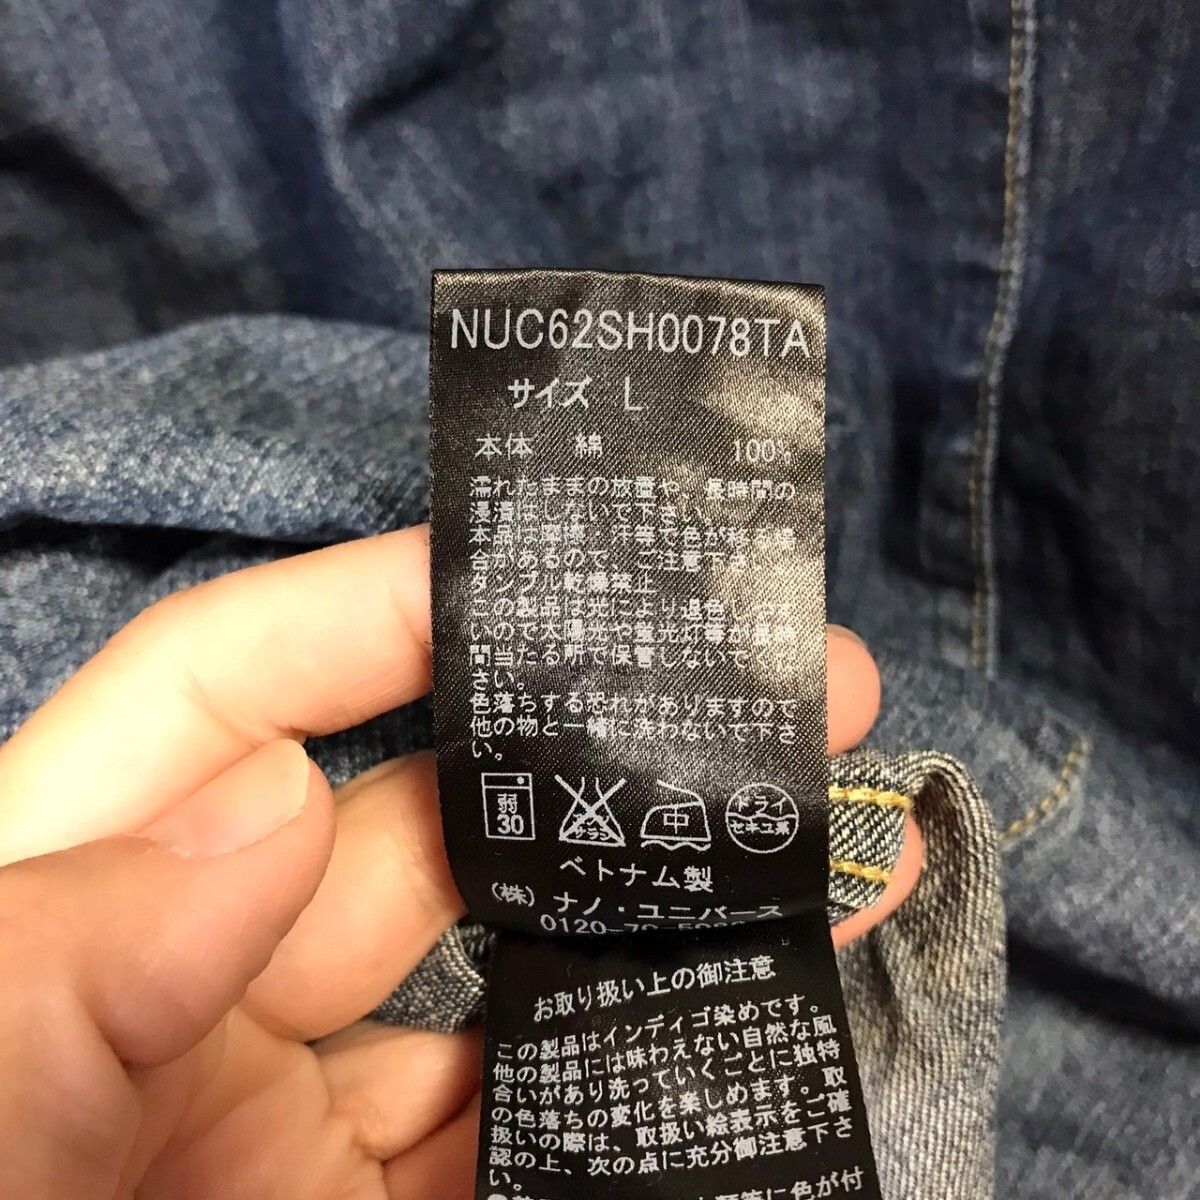 NUC62SH0078TA
サイズ L
本体 綿 100%
濡れたままの放置や、長時間の
浸漬はしないで下さい。
本品は摩擦、汗等で色が移る場
合があるので、ご注意下さい。
タンブル乾燥禁止
この製品は光により退色しやす
いので太陽光や蛍光灯等が長時
間当たる所で保管しないで下
さい。
色落ちする恐れがありますので
他の物と一緒に洗わないで下さ
い。
弱
30
サラシ
中
ドライ
セキユ系
ベトナム製
(株) ナノ・ユニバース
0120-70-
お取り扱い上の御注意
この製品はインディゴ染めです。
他の製品には味わえない自然な風
合いがあり洗っていくごとに独特
の色落ちの変化を楽しめます。取
扱いの際は、取扱い絵表示をご確
認の上、次の点に充分御注意下さ
い。
に色が付